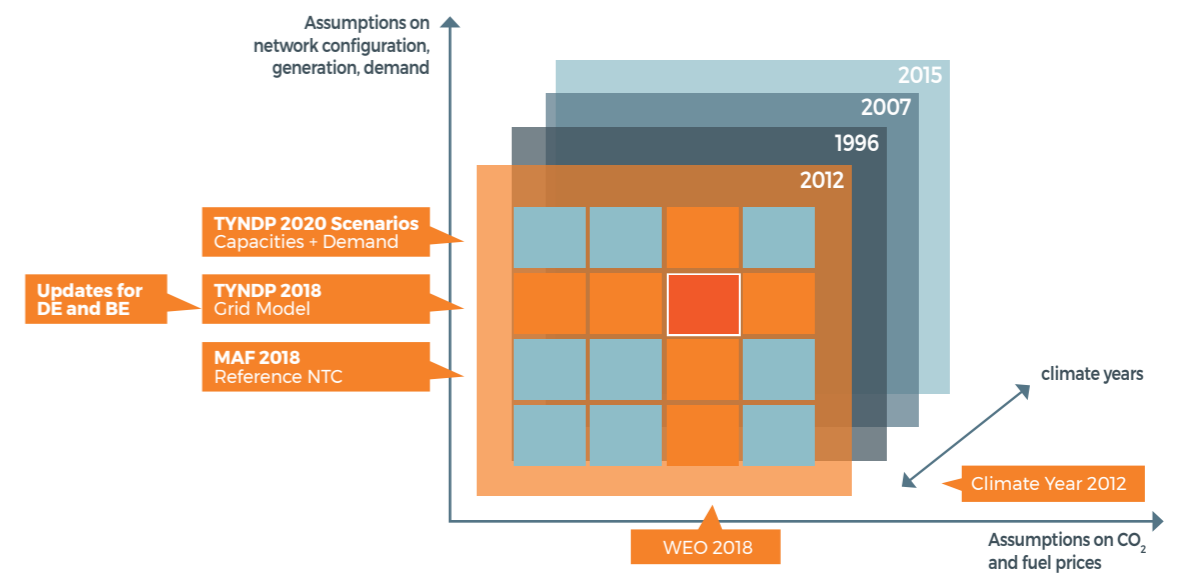 Assumptions on
network configuration,
generation, demand
2015
2007
1996
2012
TYNDP 2020 Scenarios
Capacities + Demand
Updates for
DE and BE
TYNDP 2018
Grid Model
MAF 2018
Reference NTC
climate years
Climate Year 2012
WEO 2018
Assumptions on CO₂
and fuel prices